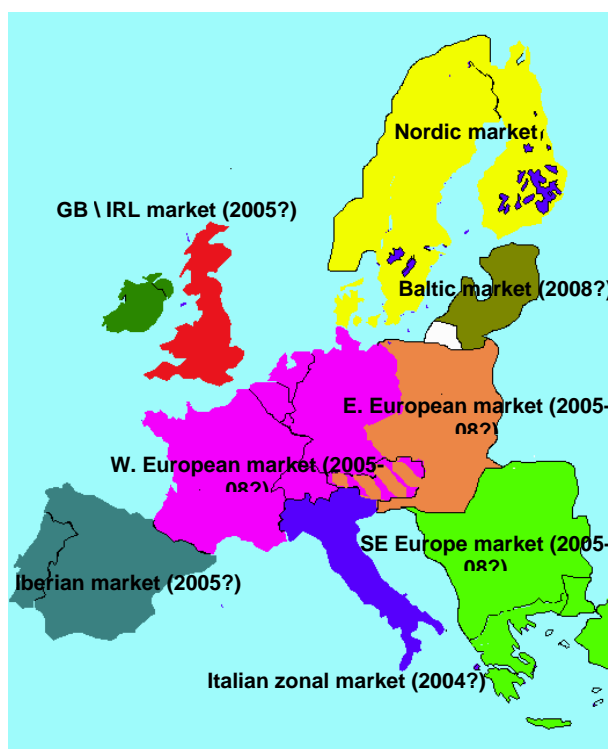 Nordic market
GB \ IRL market (2005?)
Baltic market (2008?)
E. European market (2005-
08?)
W. European market (2005-
08?)
SE Europe market (2005-
08?)
Iberian market (2005?)
Italian zonal market (2004?)